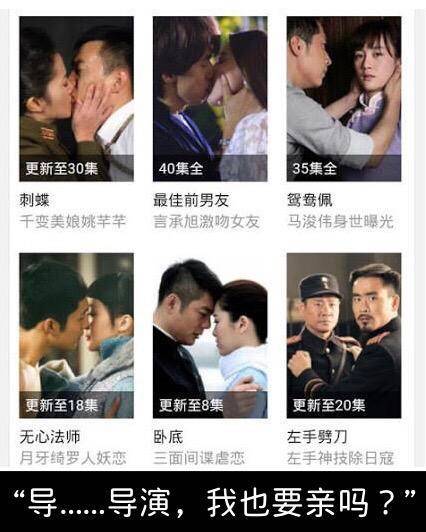 更新至30集
40集全
35集全
刺蝶
最佳前男友
鸳鸯佩
千变美娘姚芊芊
言承旭激吻女友
马浚伟身世曝光
更新至18集
更新至8集
更新至20集
无心法师
卧底
左手劈刀
月牙绮罗人妖恋
三面间谍虐恋
左手神技除日寇
“导......导演，我也要亲吗？”